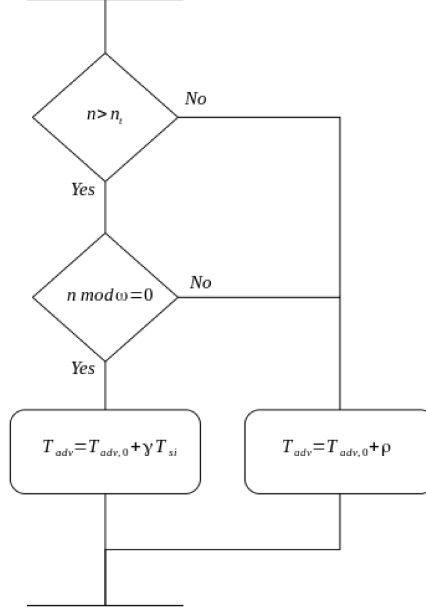 No
n> n_t
Yes
No
n mod ω=0
Yes
T_adv=T_adv,0+γT_si
T_adv=T_adv,0+ρ